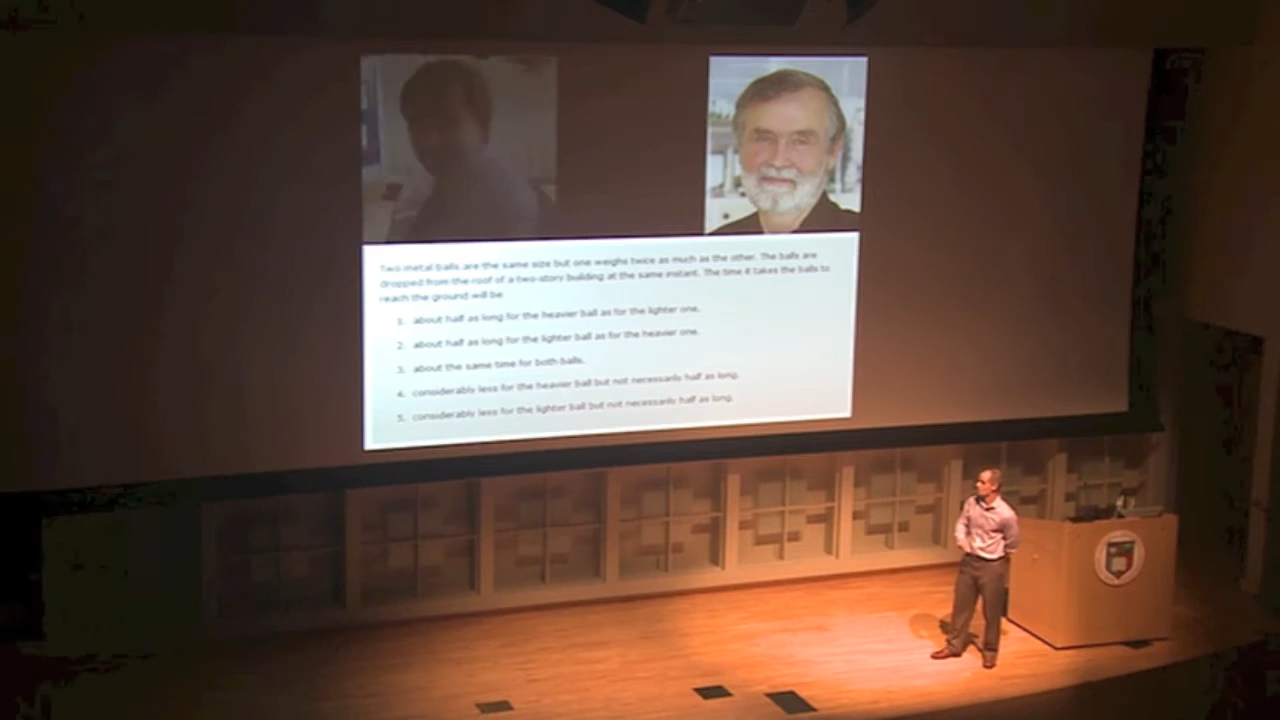 Two metal balls are the same size but one weighs twice as much as the other. The balls are
dropped from the roof of a two-story building at the same instant. The time it takes the balls to
reach the ground will be
1. about half as long for the heavier ball as for the lighter one.
2. about half as long for the lighter ball as for the heavier one.
3. about the same time for both balls.
4. considerably less for the heavier ball but not necessarily half as long.
5. considerably less for the lighter ball but not necessarily half as long.